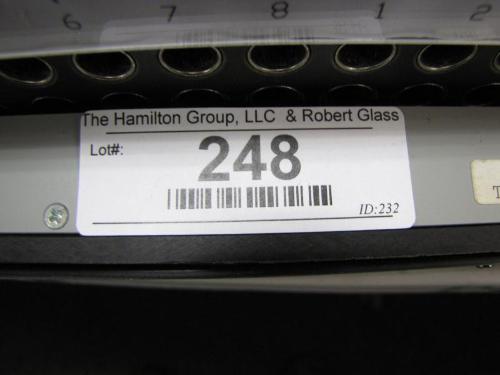 6 7 8 1 2
The Hamilton Group, LLC & Robert Glass
Lot#:
248
ID:232
T